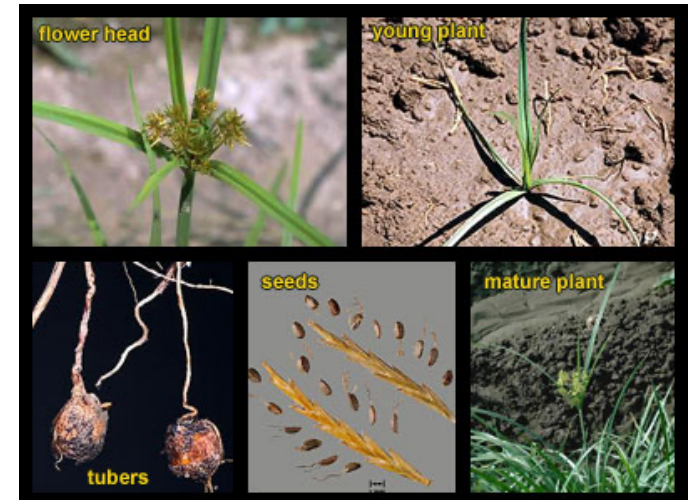 flower head
young plant
seeds
mature plant
tubers